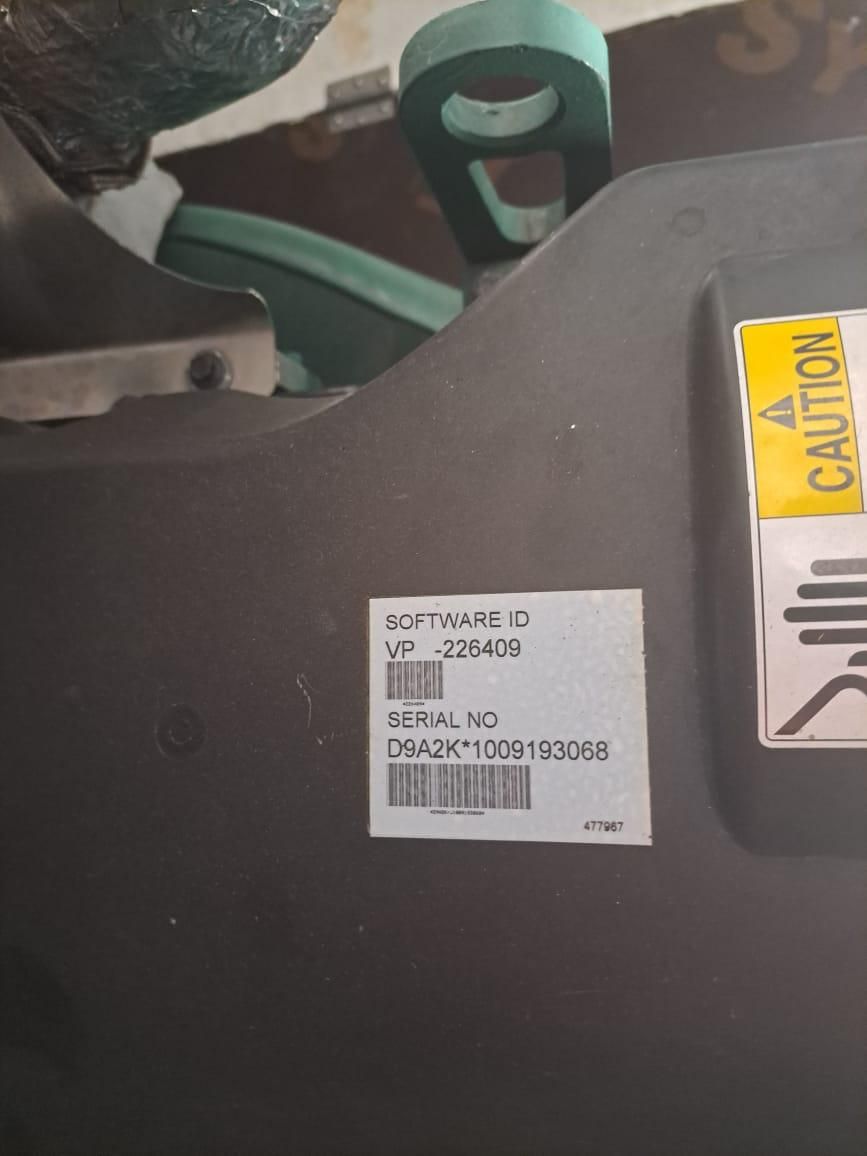 SOFTWARE ID
VP -226409
SERIAL NO
D9A2K*1009193068
477967
CAUTION